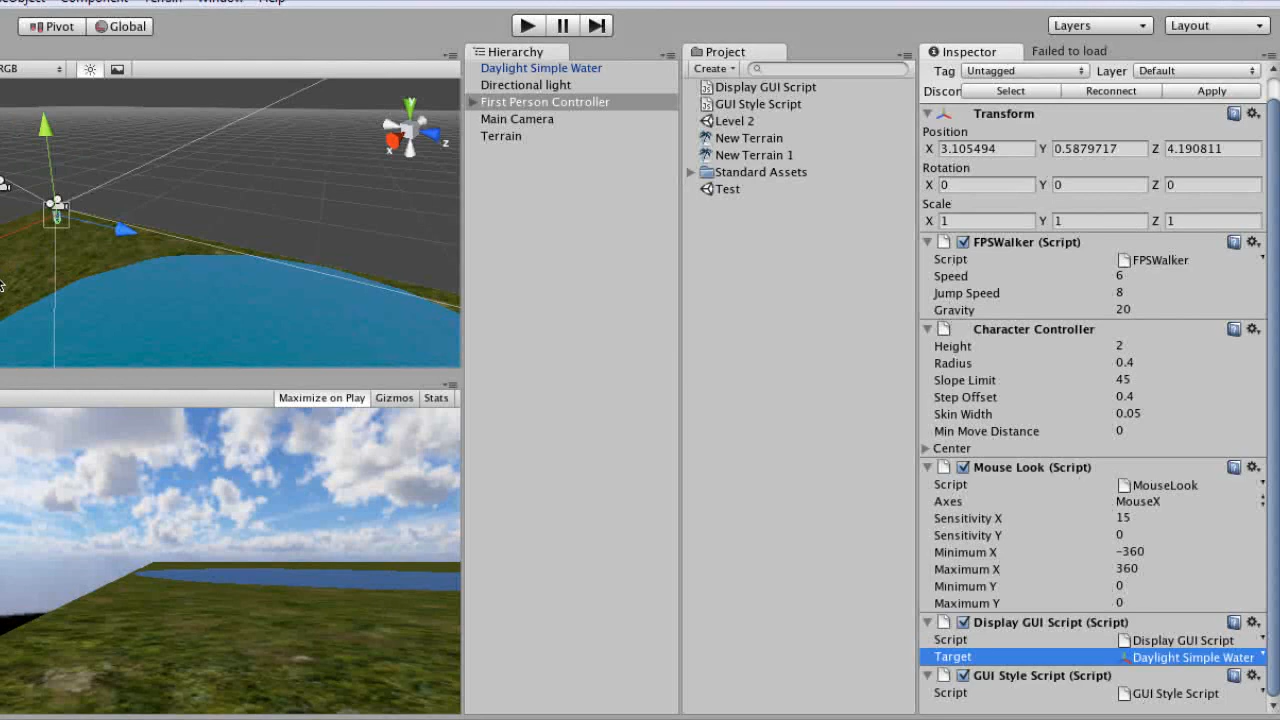 Component
Help
Pivot Global
Layers Layout
RGB
Maximize on Play Gizmos Stats
Hierarchy
Daylight Simple Water
Directional light
First Person Controller
Main Camera
Terrain
Project
Create
Display GUI Script
GUI Style Script
Level 2
New Terrain
New Terrain 1
Standard Assets
Test
Inspector Failed to load
Tag Untagged Layer Default
Discon Select Reconnect Apply
Transform
Position
X 3.105494 Y 0.5879717 Z 4.190811
Rotation
X 0 Y 0 Z 0
Scale
X 1 Y 1 Z 1
FPSWalker (Script)
Script FPSWalker
Speed 6
Jump Speed 8
Gravity 20
Character Controller
Height 2
Radius 0.4
Slope Limit 45
Step Offset 0.4
Skin Width 0.05
Min Move Distance 0
Center
Mouse Look (Script)
Script MouseLook
Axes MouseX
Sensitivity X 15
Sensitivity Y 0
Minimum X -360
Maximum X 360
Minimum Y 0
Maximum Y 0
Display GUI Script (Script)
Script Display GUI Script
Target Daylight Simple Water
GUI Style Script (Script)
Script GUI Style Script
y
x
z